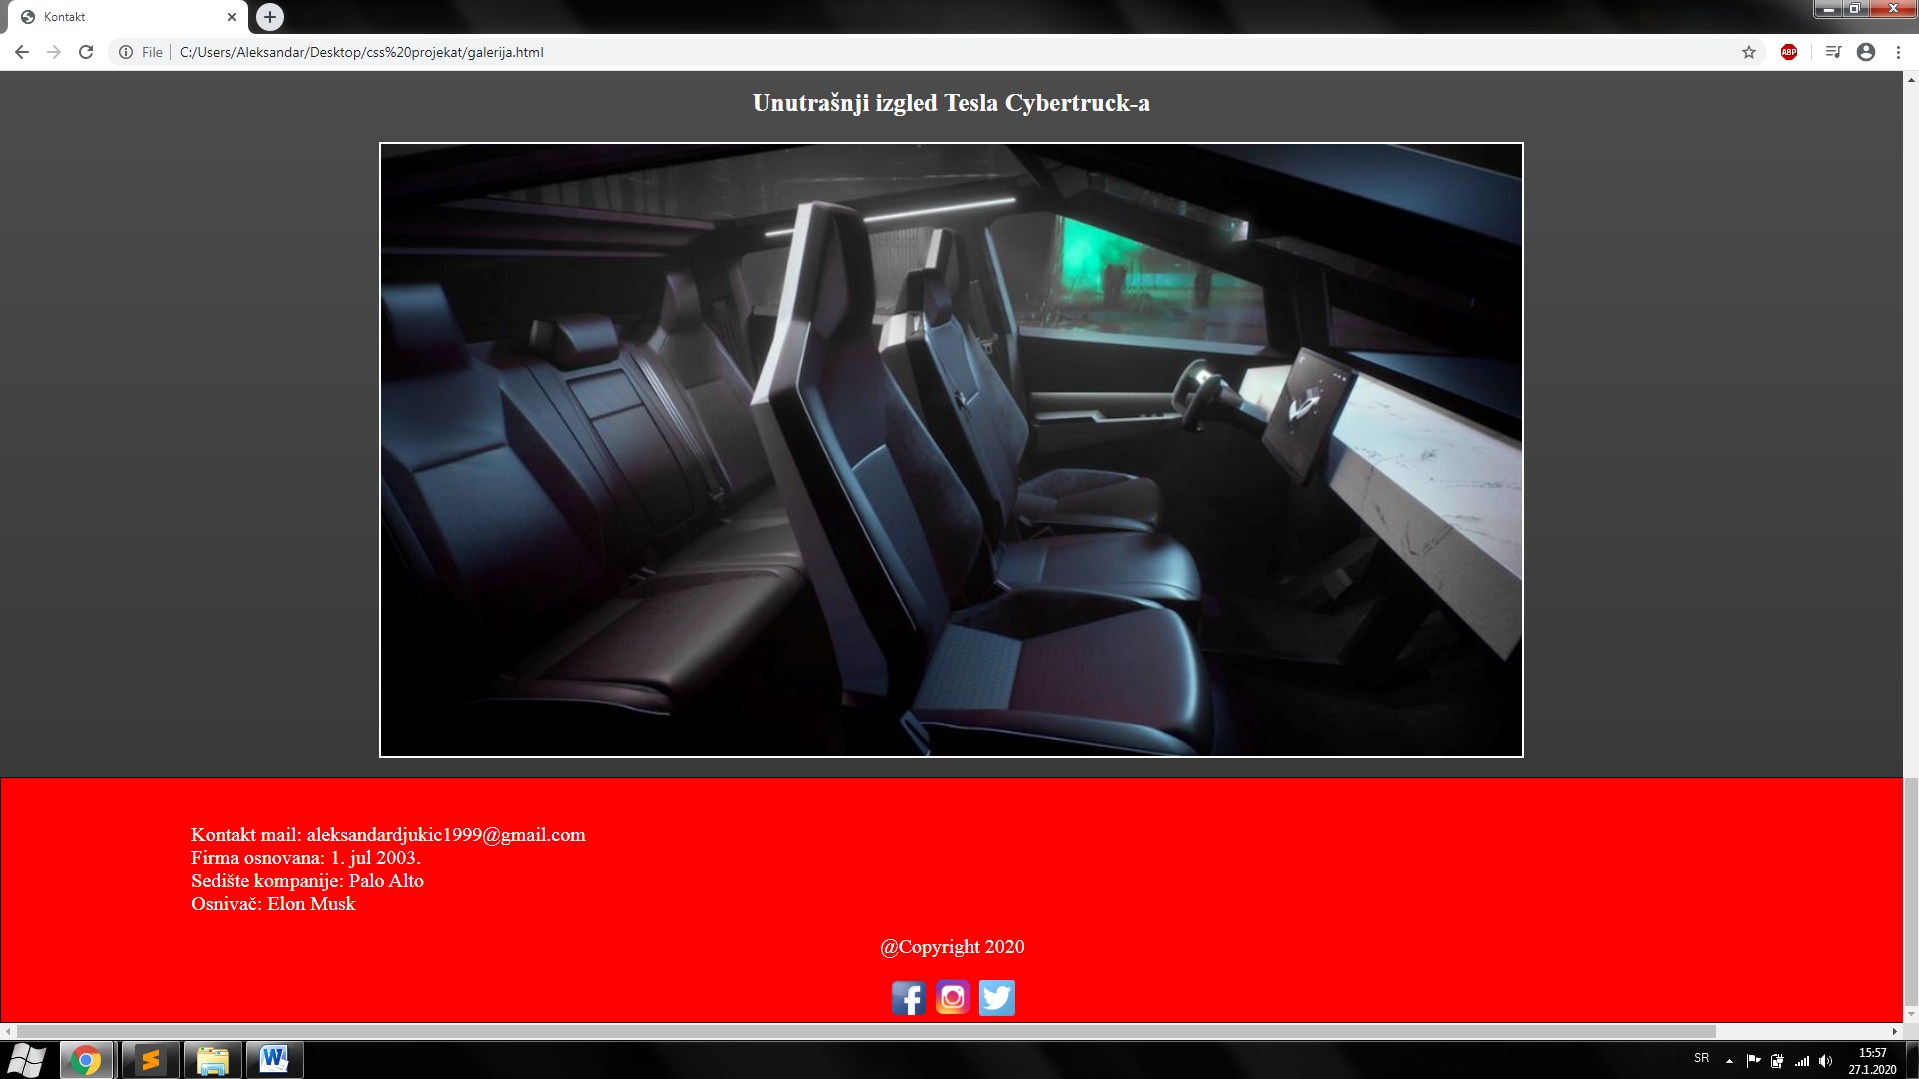 Kontakt
File
C:/Users/Aleksandar/Desktop/css%20projekat/galerija.html
ABP
Unutrašnji izgled Tesla Cybertruck-a
Kontakt mail: aleksandardjukic1999@gmail.com
Firma osnovana: 1. jul 2003.
Sedište kompanije: Palo Alto
Osnivač: Elon Musk
@Copyright 2020
SR
15:57
27.1.2020